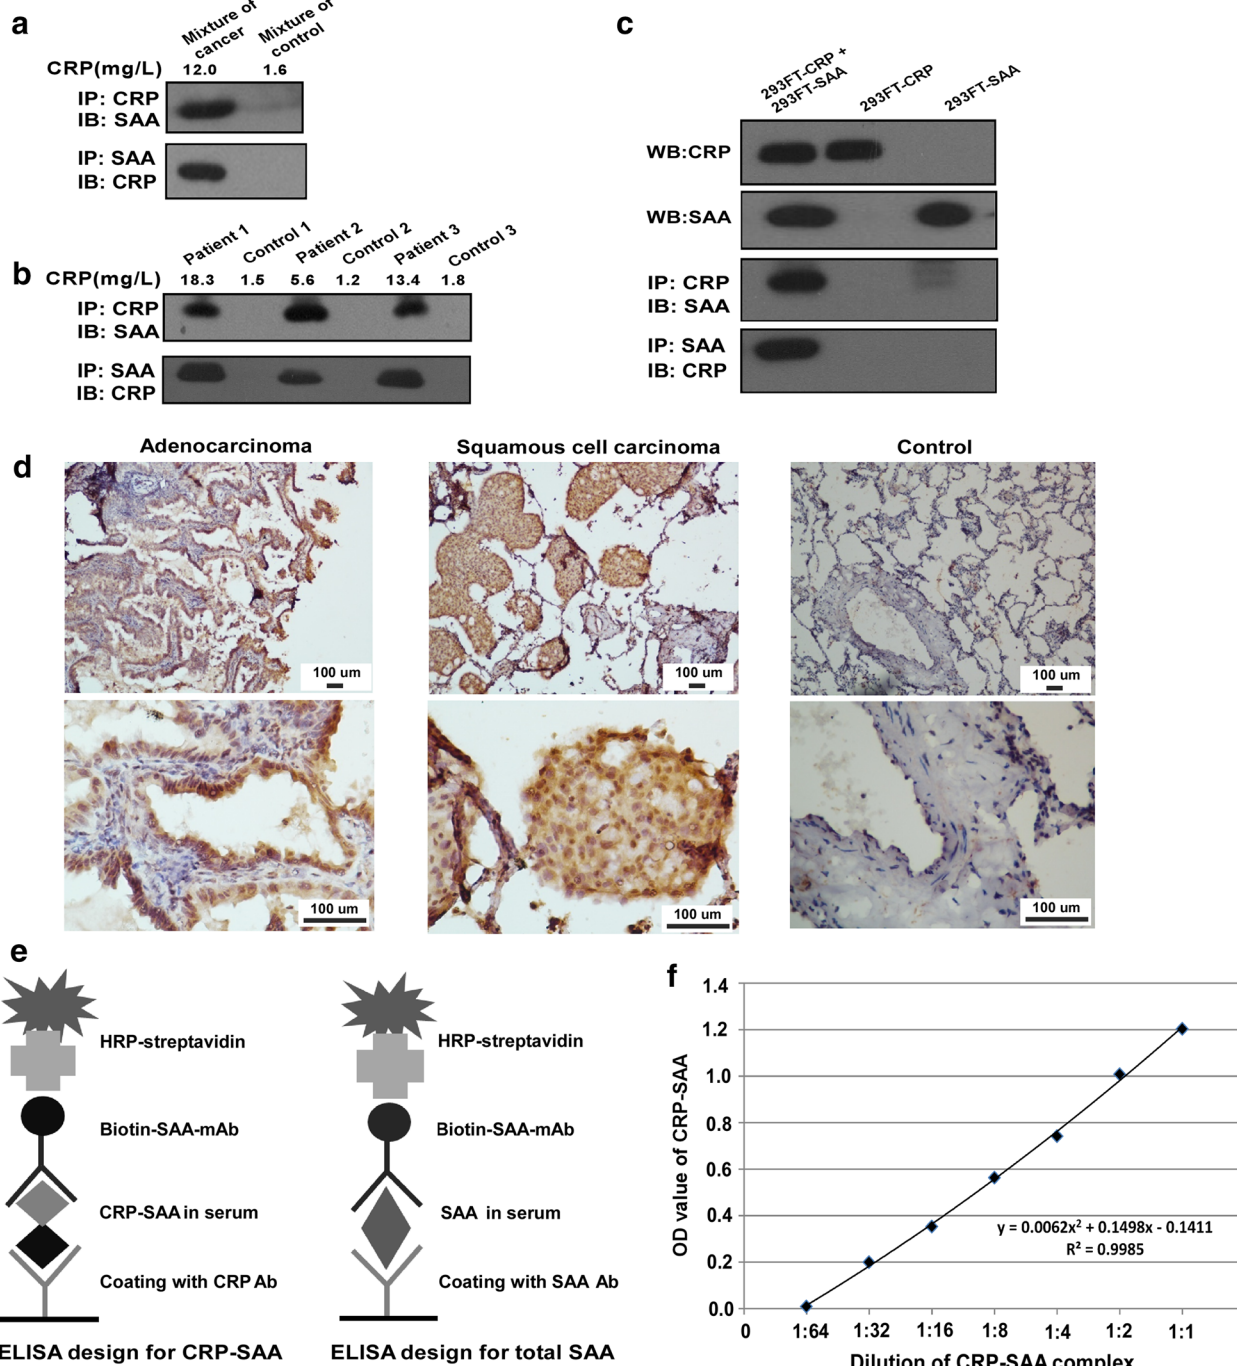 a
Mixture of cancer
Mixture of control
CRP(mg/L) 12.0 1.6
IP: CRP
IB: SAA
IP: SAA
IB: CRP
b
Patient 1 Control 1 Patient 2 Control 2 Patient 3 Control 3
CRP(mg/L) 18.3 1.5 5.6 1.2 13.4 1.8
IP: CRP
IB: SAA
IP: SAA
IB: CRP
c
293FT-CRP +
293FT-SAA
293FT-CRP
293FT-SAA
WB:CRP
WB:SAA
IP: CRP
IB: SAA
IP: SAA
IB: CRP
d
Adenocarcinoma
Squamous cell carcinoma
Control
100 um
100 um
100 um
100 um
100 um
100 um
e
HRP-streptavidin
Biotin-SAA-mAb
CRP-SAA in serum
Coating with CRP Ab
ELISA design for CRP-SAA
HRP-streptavidin
Biotin-SAA-mAb
SAA in serum
Coating with SAA Ab
ELISA design for total SAA
f
OD value of CRP-SAA
1.4
1.2
1.0
0.8
0.6
0.4
0.2
0.0
y = 0.0062x² + 0.1498x - 0.1411
R² = 0.9985
0 1:64 1:32 1:16 1:8 1:4 1:2 1:1
Dilution of CRP-SAA complex